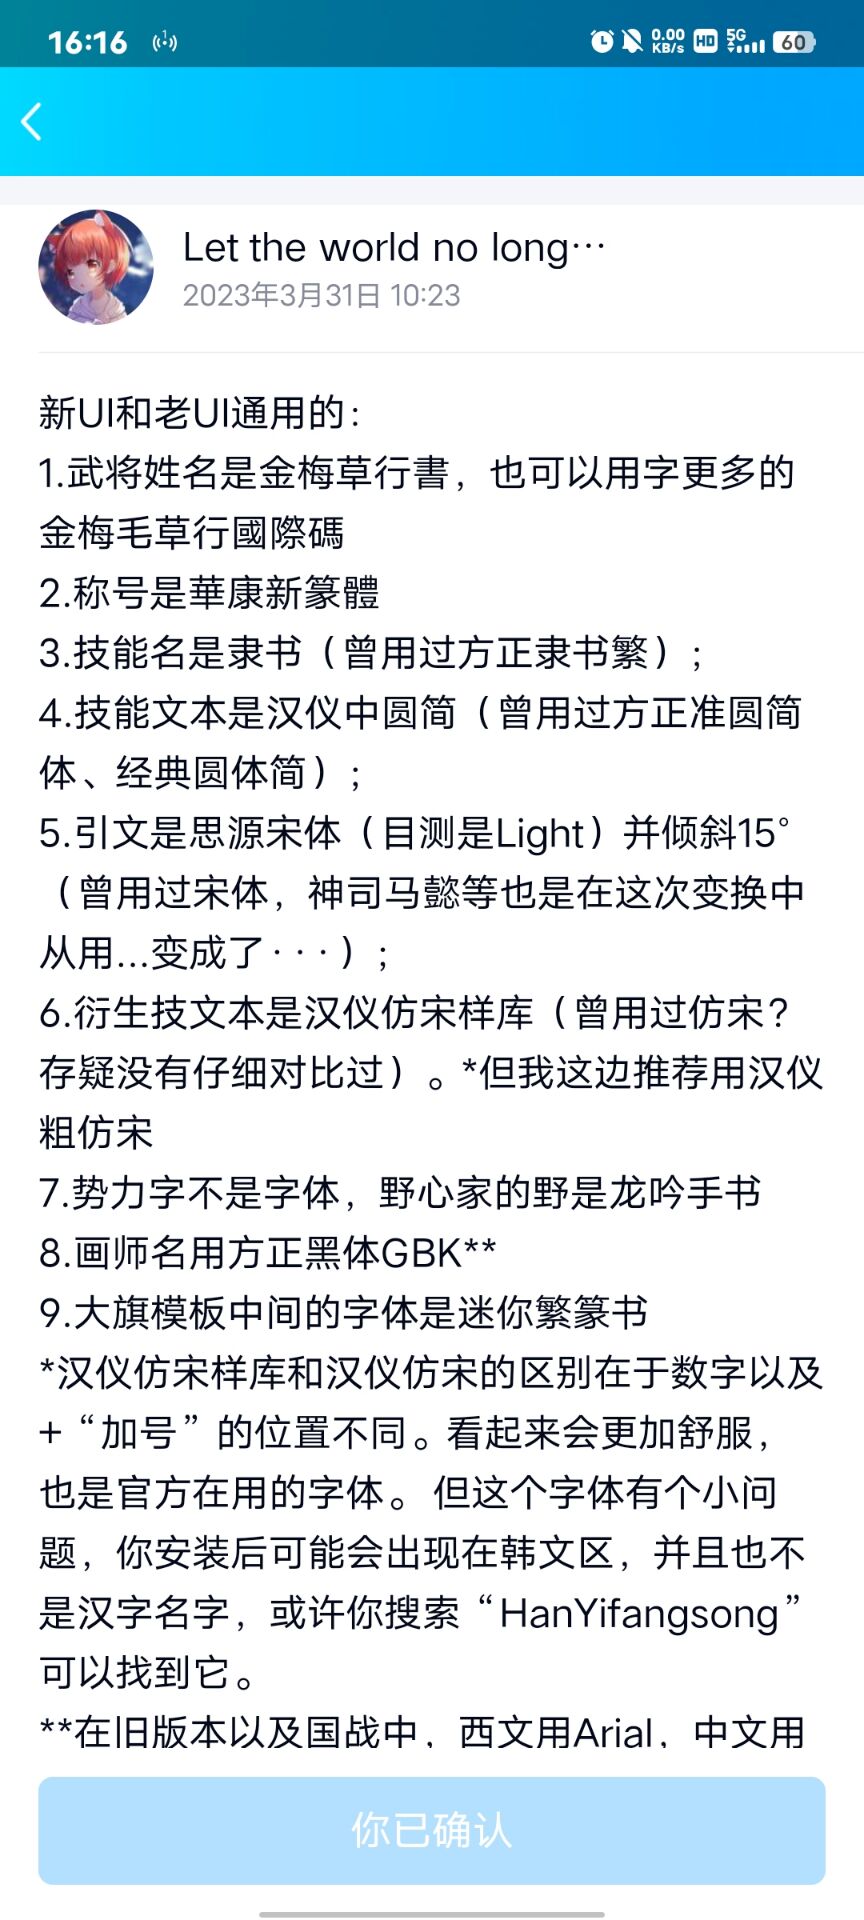 16:16
0.00
KB/s
HD
5G
60
Let the world no long···
2023年3月31日 10:23
新UI和老UI通用的：
1.武将姓名是金梅草行書，也可以用字更多的
金梅毛草行國際碼
2.称号是華康新篆體
3.技能名是隶书（曾用过方正隶书繁）；
4.技能文本是汉仪中圆简（曾用过方正准圆简
体、经典圆体简）；
5.引文是思源宋体（目测是Light）并倾斜15°
（曾用过宋体，神司马懿等也是在这次变换中
从用...变成了···）；
6.衍生技文本是汉仪仿宋样库（曾用过仿宋？
存疑没有仔细对比过）。*但我这边推荐用汉仪
粗仿宋
7.势力字不是字体，野心家的野是龙吟手书
8.画师名用方正黑体GBK**
9.大旗模板中间的字体是迷你繁篆书
*汉仪仿宋样库和汉仪仿宋的区别在于数字以及
+“加号”的位置不同。看起来会更加舒服，
也是官方在用的字体。但这个字体有个小问
题，你安装后可能会出现在韩文区，并且也不
是汉字名字，或许你搜索“HanYifangsong”
可以找到它。
**在旧版本以及国战中，西文用Arial，中文用
你已确认